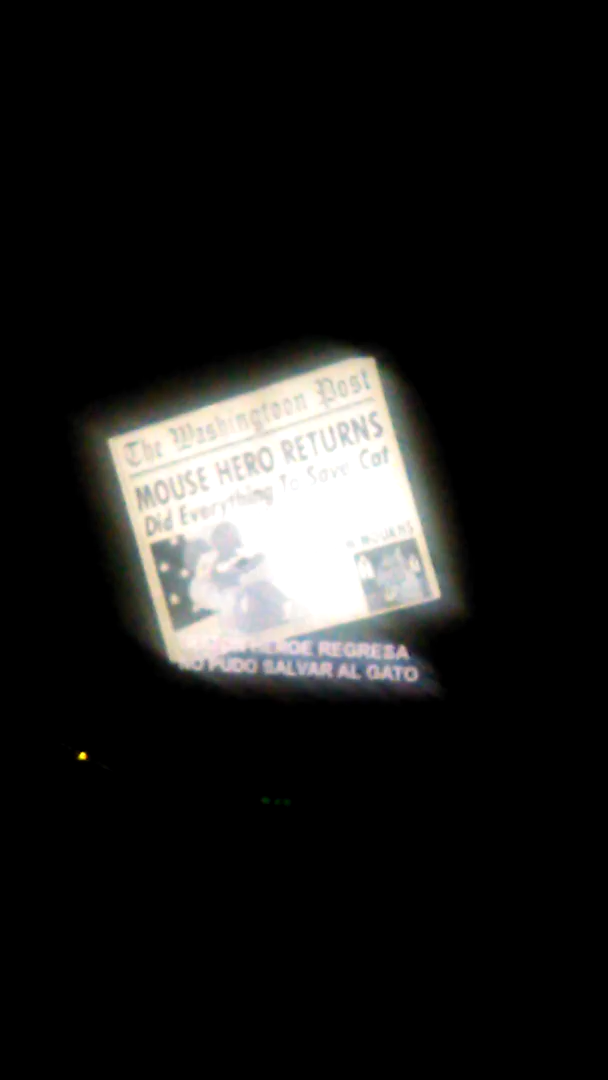 The Washingtoon Post
MOUSE HERO RETURNS
Did Everything To Save Cat
HEROE REGRESA
NO PUDO SALVAR AL GATO